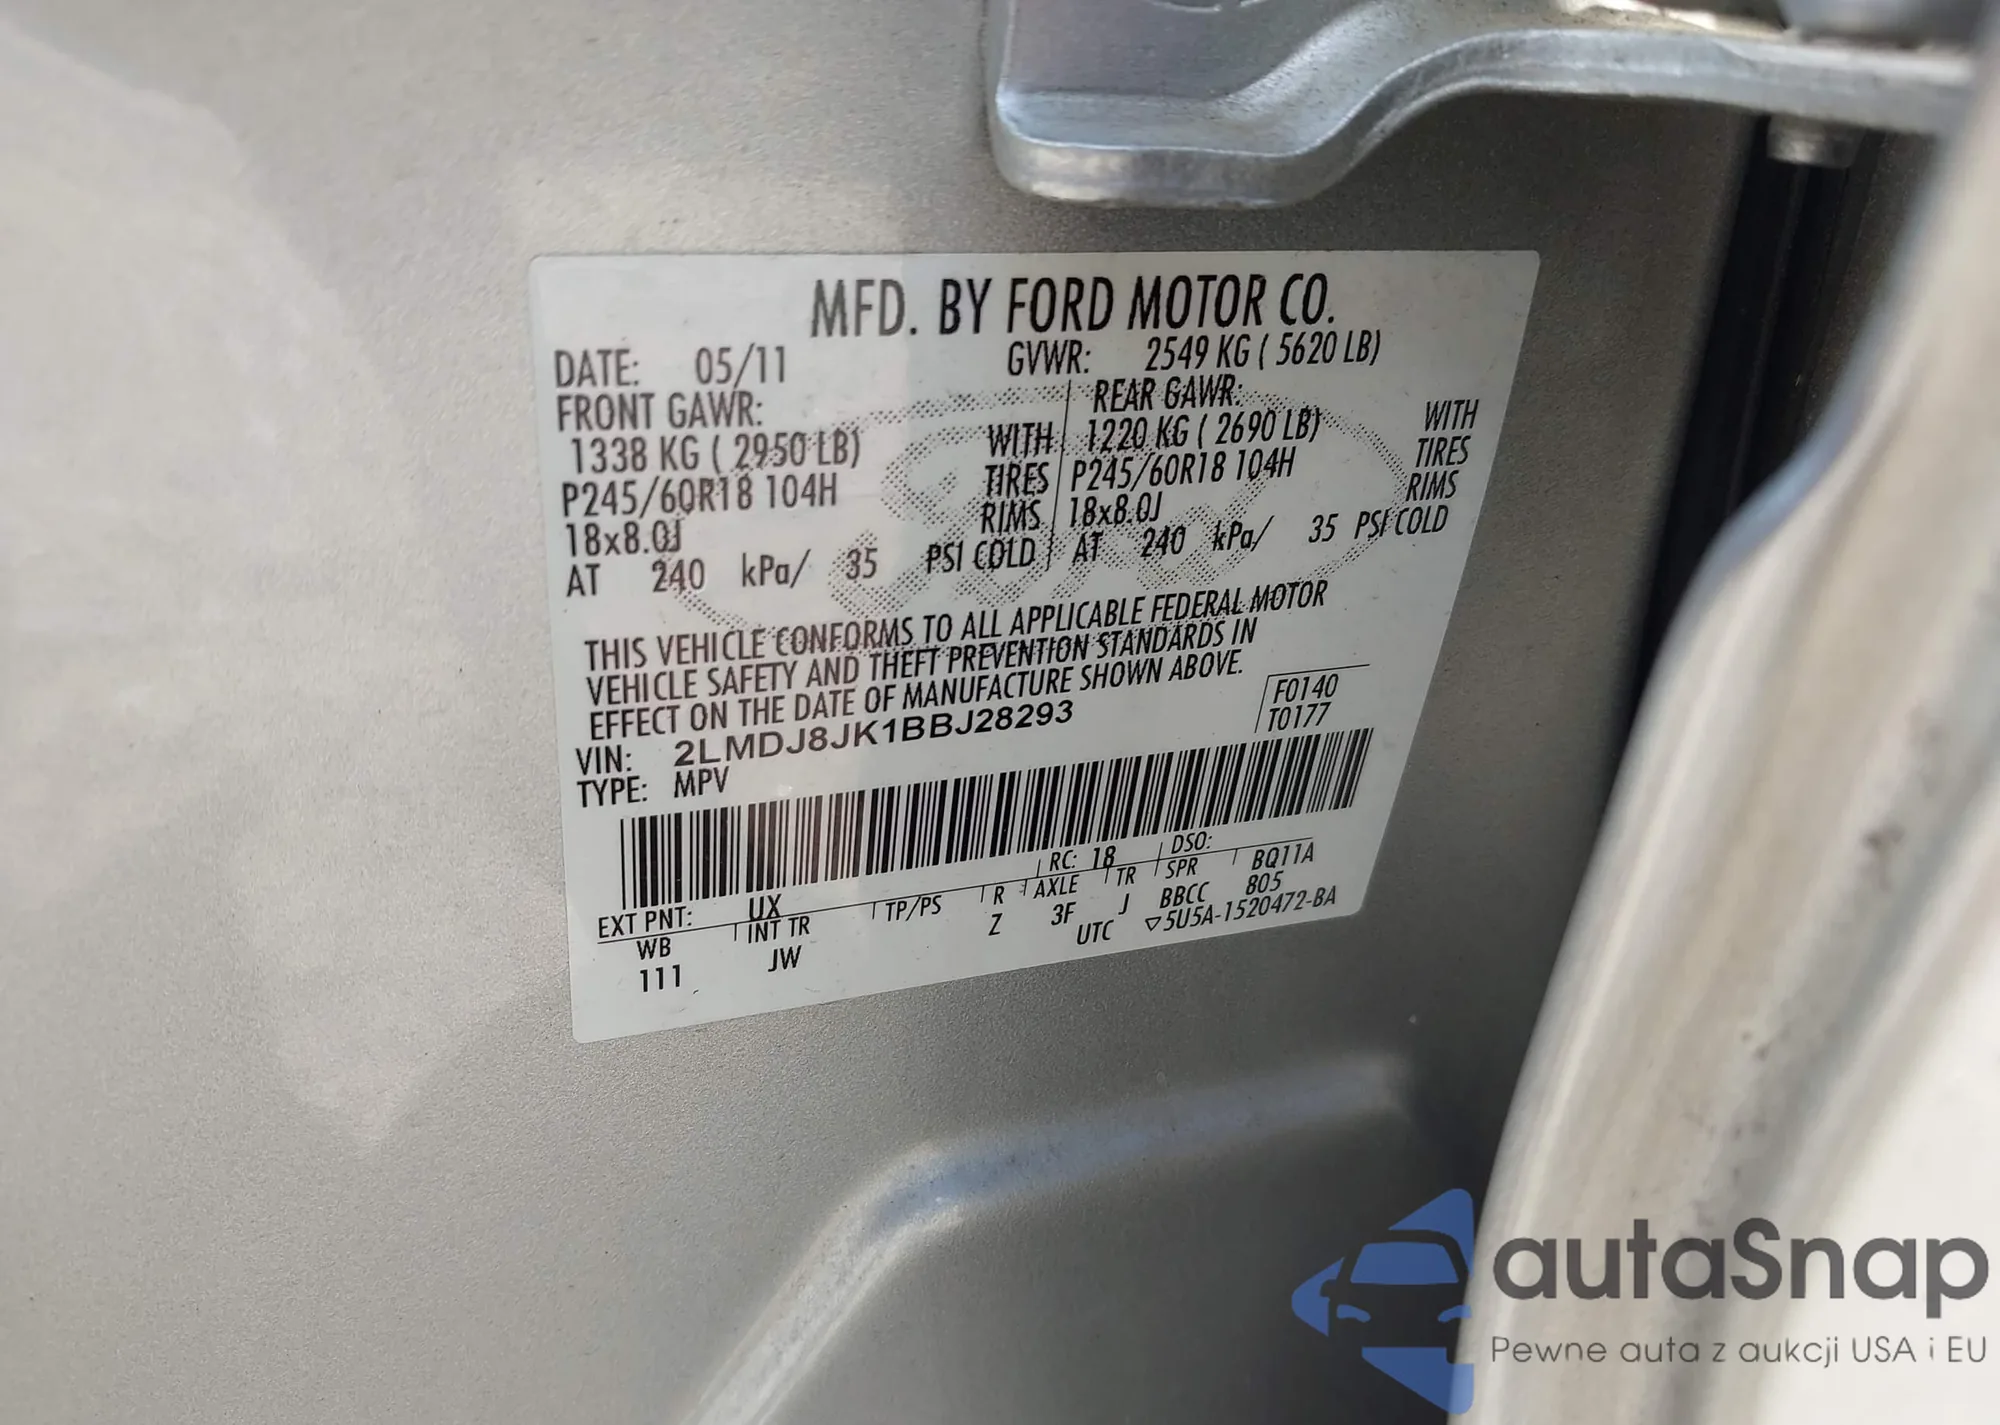 MFD. BY FORD MOTOR CO.
DATE: 05/11 GVWR: 2549 KG ( 5620 LB)
FRONT GAWR: REAR GAWR:
1338 KG ( 2950 LB) WITH 1220 KG ( 2690 LB) WITH
P245/60R18 104H TIRES P245/60R18 104H TIRES
18x8.0J RIMS 18x8.0J RIMS
AT 240 kPa/ 35 PSI COLD AT 240 kPa/ 35 PSI COLD
THIS VEHICLE CONFORMS TO ALL APPLICABLE FEDERAL MOTOR
VEHICLE SAFETY AND THEFT PREVENTION STANDARDS IN
EFFECT ON THE DATE OF MANUFACTURE SHOWN ABOVE.
F0140
VIN: 2LMDJ8JK1BBJ28293 T0177
TYPE: MPV
EXT PNT: UX RC: 18 DSO:
WB INT TR TP/PS R AXLE TR SPR BQ11A
111 JW Z 3F J BBCC 805
UTC ▽5U5A-1520472-BA
autaSnap
Pewne auta z aukcji USA i EU